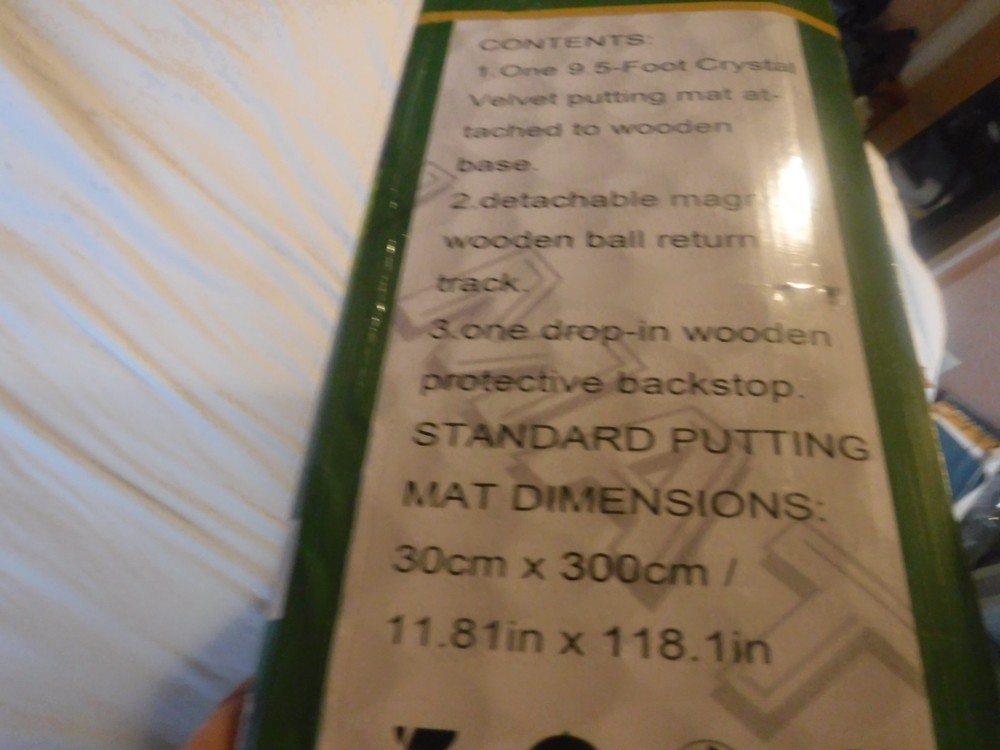 CONTENTS:
1.One 9.5-Foot Crystal
Velvet putting mat at-
tached to wooden
base.
2.detachable
wooden ball return
track.
3.one drop-in wooden
protective backstop.
STANDARD PUTTING
MAT DIMENSIONS:
30cm x 300cm /
11.81in x 118.1in